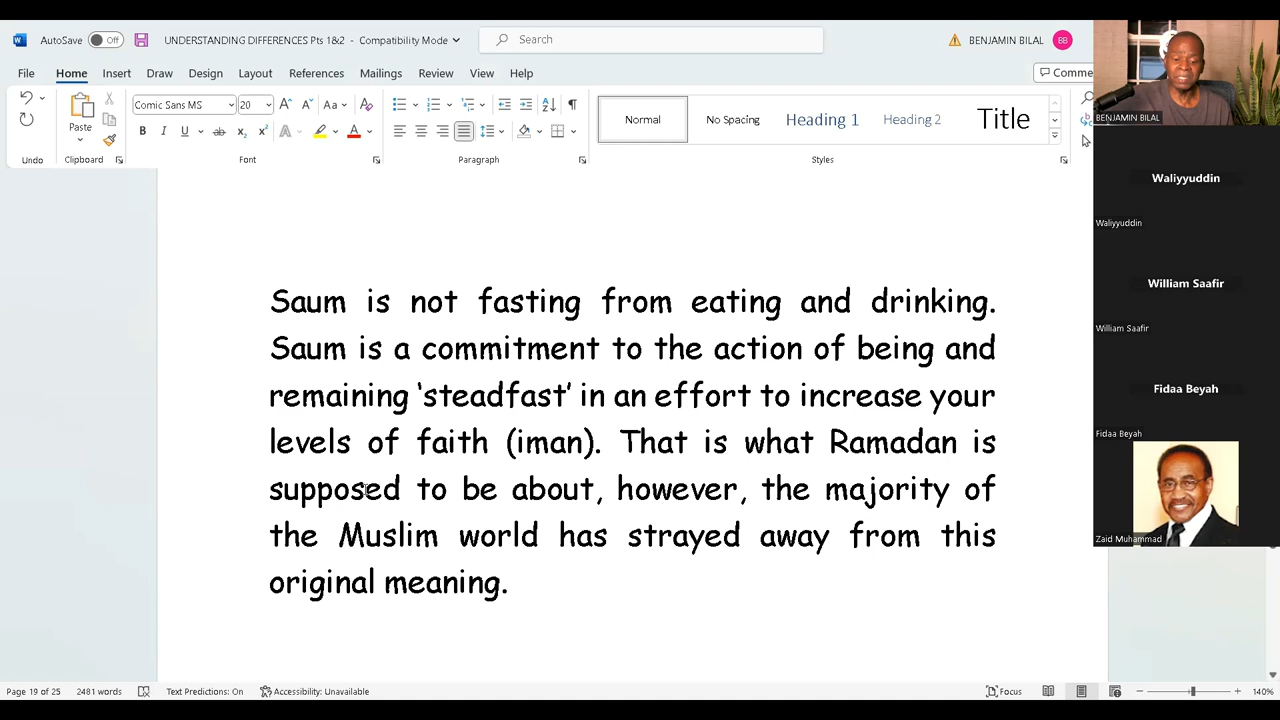 AutoSave Off UNDERSTANDING DIFFERENCES Pts 1&2 - Compatibility Mode Search BENJAMIN BILAL BB
File Home Insert Draw Design Layout References Mailings Review View Help Comme
Comic Sans MS 20 Aa
Paste
B I U ab x₂ x² A A
Normal No Spacing Heading 1 Heading 2 Title
Undo Clipboard Font Paragraph Styles
BENJAMIN BILAL
Waliyyuddin
Waliyyuddin
William Saafir
William Saafir
Fidaa Beyah
Fidaa Beyah
Zaid Muhammad
Saum is not fasting from eating and drinking.
Saum is a commitment to the action of being and
remaining ‘steadfast’ in an effort to increase your
levels of faith (iman). That is what Ramadan is
supposed to be about, however, the majority of
the Muslim world has strayed away from this
original meaning.
Page 19 of 25 2481 words Text Predictions: On Accessibility: Unavailable Focus 140%